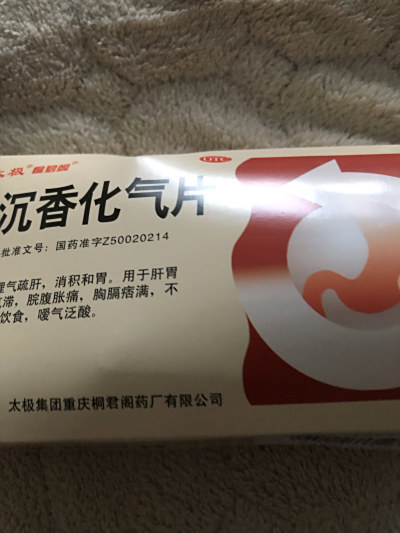 太极®桐君阁®
OTC
沉香化气片
批准文号：国药准字Z50020214
理气疏肝，消积和胃。用于肝胃
气滞，脘腹胀痛，胸膈痞满，不
饮食，嗳气泛酸。
太极集团重庆桐君阁药厂有限公司